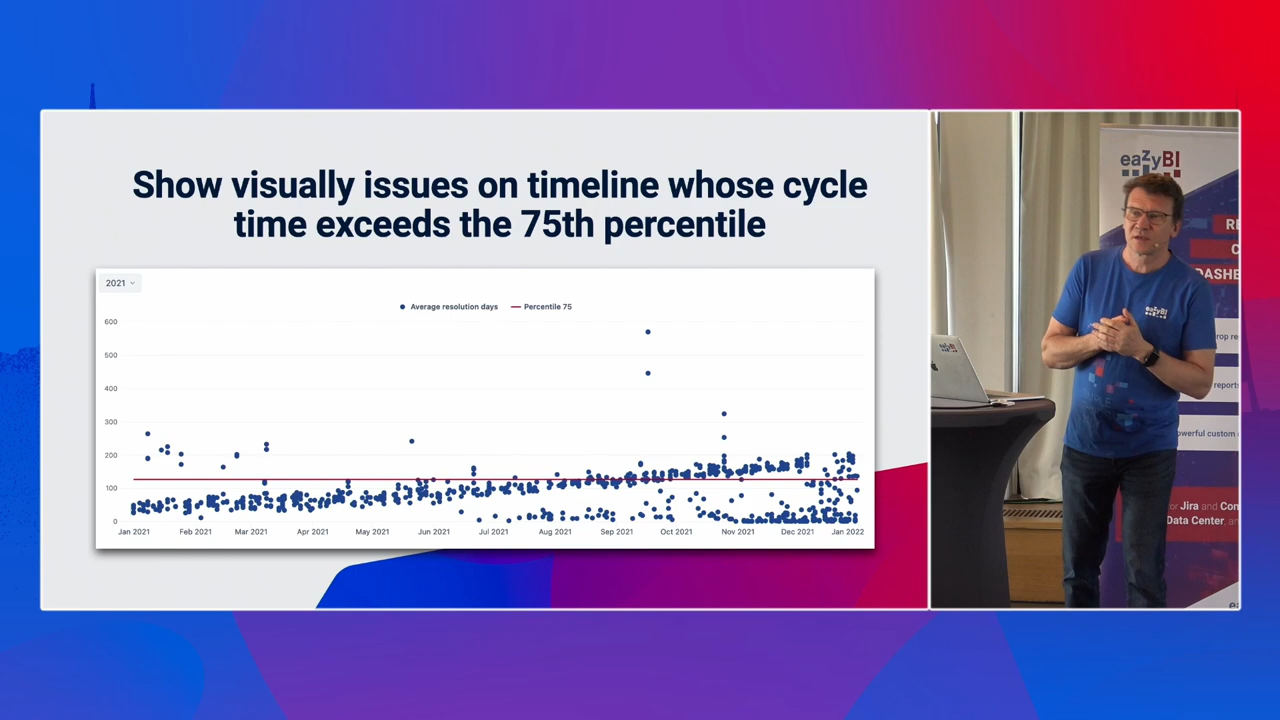 Show visually issues on timeline whose cycle
time exceeds the 75th percentile
2021
Average resolution days
Percentile 75
600
500
400
300
200
100
0
Jan 2021
Feb 2021
Mar 2021
Apr 2021
May 2021
Jun 2021
Jul 2021
Aug 2021
Sep 2021
Oct 2021
Nov 2021
Dec 2021
Jan 2022
eazyBI
eazyBI
Jira and
Data Center,